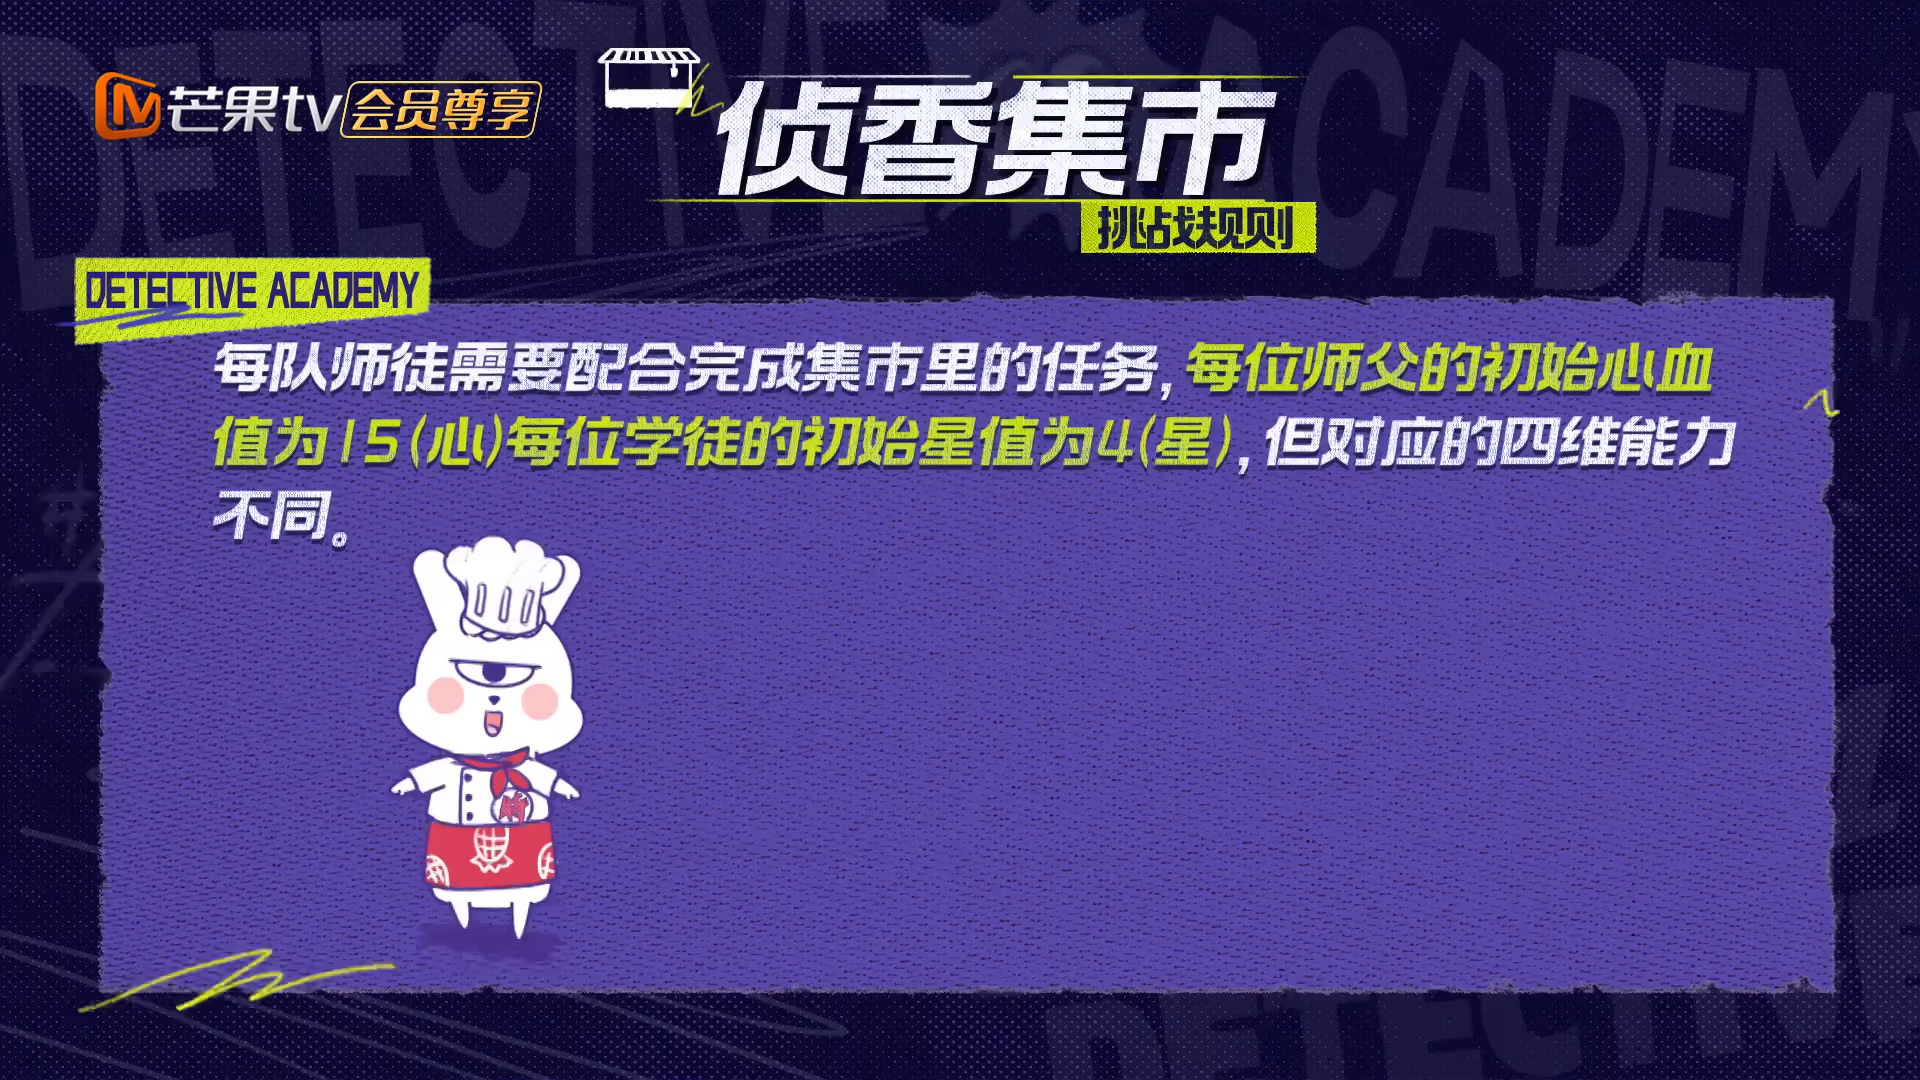 芒果tv 会员尊享
侦香集市
挑战规则
DETECTIVE ACADEMY
每队师徒需要配合完成集市里的任务,每位师父的初始心血
值为15(心)每位学徒的初始星值为4(星),但对应的四维能力
不同。
DETECTIVE ACADEMY
DETECTIVE